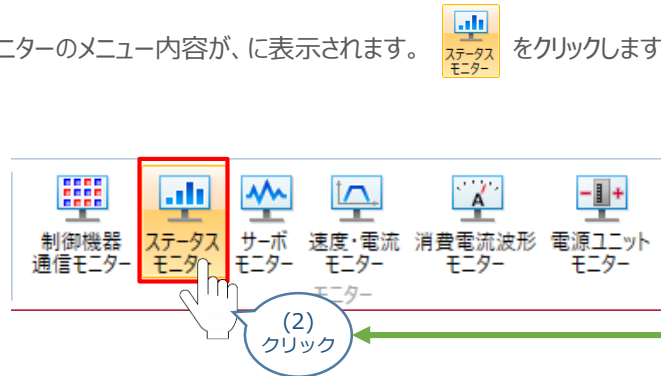 ニターのメニュー内容が、に表示されます。 ステータス モニター をクリックします
制御機器 通信モニター
ステータス モニター
サーボ モニター
速度・電流 モニター
消費電流波形 モニター
電源ユニット モニター
モニター
(2)
クリック